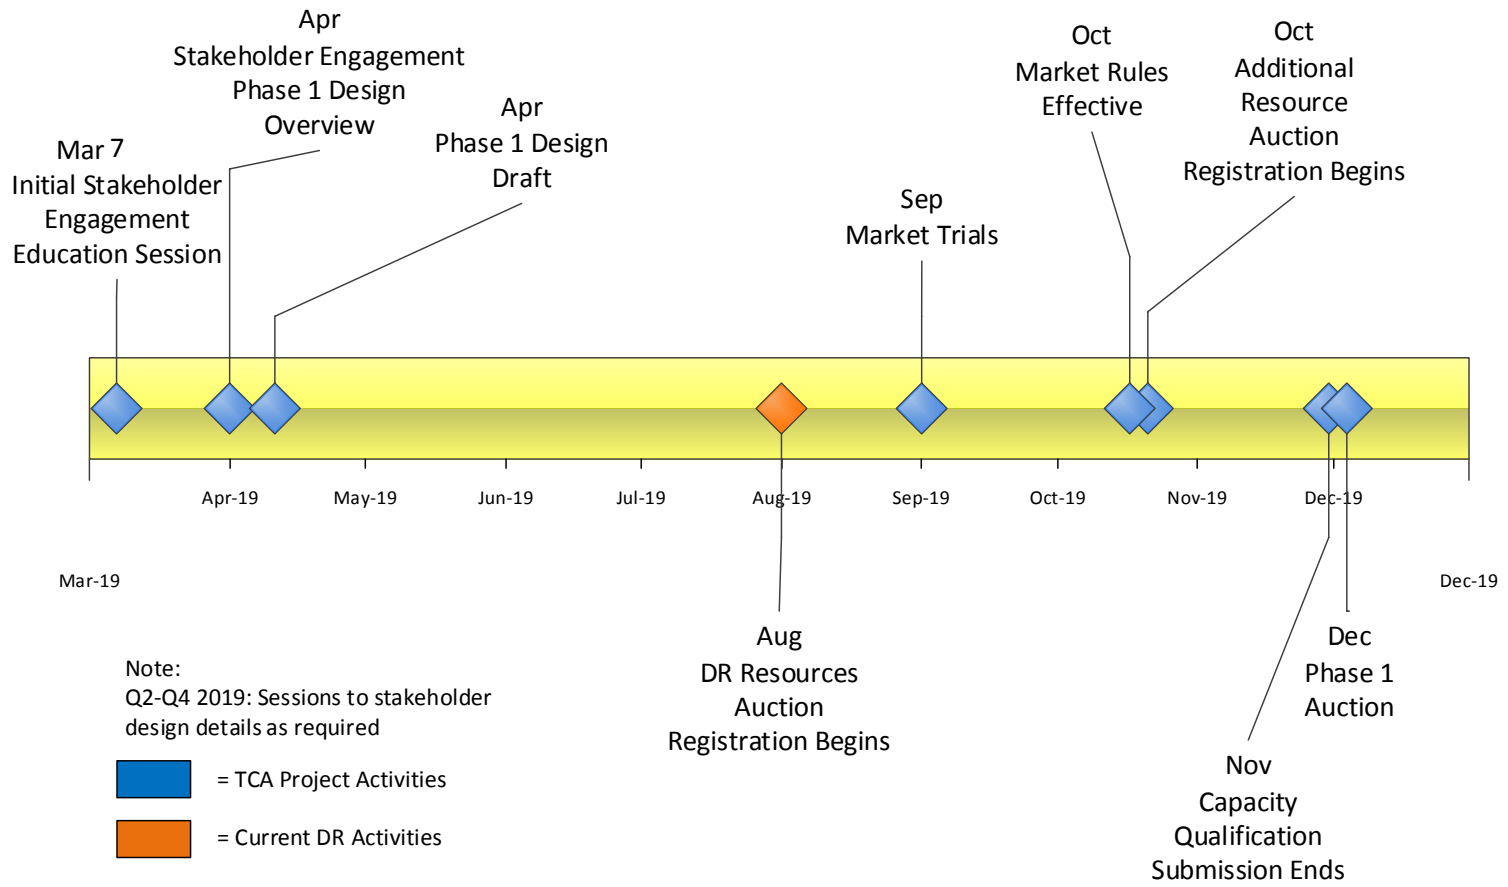 Apr
Stakeholder Engagement
Phase 1 Design
Overview
Mar 7
Initial Stakeholder
Engagement
Education Session
Apr
Phase 1 Design
Draft
Sep
Market Trials
Oct
Market Rules
Effective
Oct
Additional
Resource
Auction
Registration Begins
Apr-19
May-19
Jun-19
Jul-19
Aug-19
Sep-19
Oct-19
Nov-19
Dec-19
Mar-19
Dec-19
Note:
Q2-Q4 2019: Sessions to stakeholder
design details as required
= TCA Project Activities
= Current DR Activities
Aug
DR Resources
Auction
Registration Begins
Nov
Capacity
Qualification
Submission Ends
Dec
Phase 1
Auction